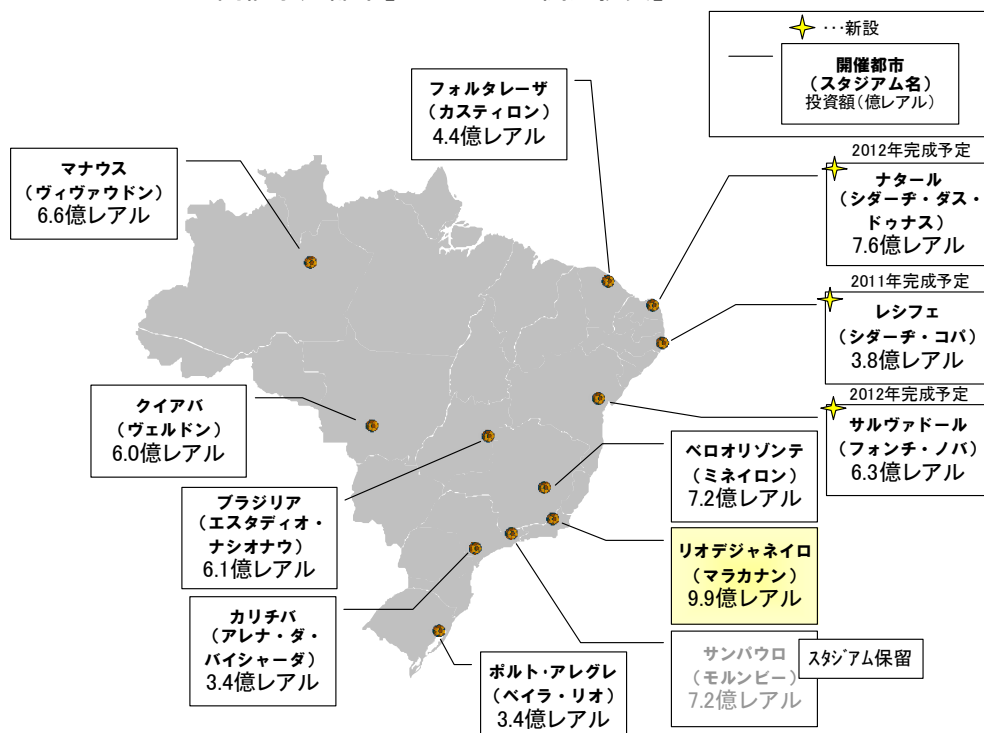 ･･･新設
開催都市
(スタジアム名)
投資額(億レアル)
フォルタレーザ
(カスティロン)
4.4億レアル
マナウス
(ヴィヴァウドン)
6.6億レアル
2012年完成予定
ナタール
(シダーヂ・ダス・
ドゥナス)
7.6億レアル
2011年完成予定
レシフェ
(シダーヂ・コパ)
3.8億レアル
2012年完成予定
サルヴァドール
(フォンチ・ノバ)
6.3億レアル
クイアバ
(ヴェルドン)
6.0億レアル
ベロオリゾンテ
(ミネイロン)
7.2億レアル
ブラジリア
(エスタディオ・
ナシオナウ)
6.1億レアル
リオデジャネイロ
(マラカナン)
9.9億レアル
カリチバ
(アレナ・ダ・
バイシャーダ)
3.4億レアル
ポルト・アレグレ
(ベイラ・リオ)
3.4億レアル
サンパウロ
(モルンビー)
7.2億レアル
スタジアム保留